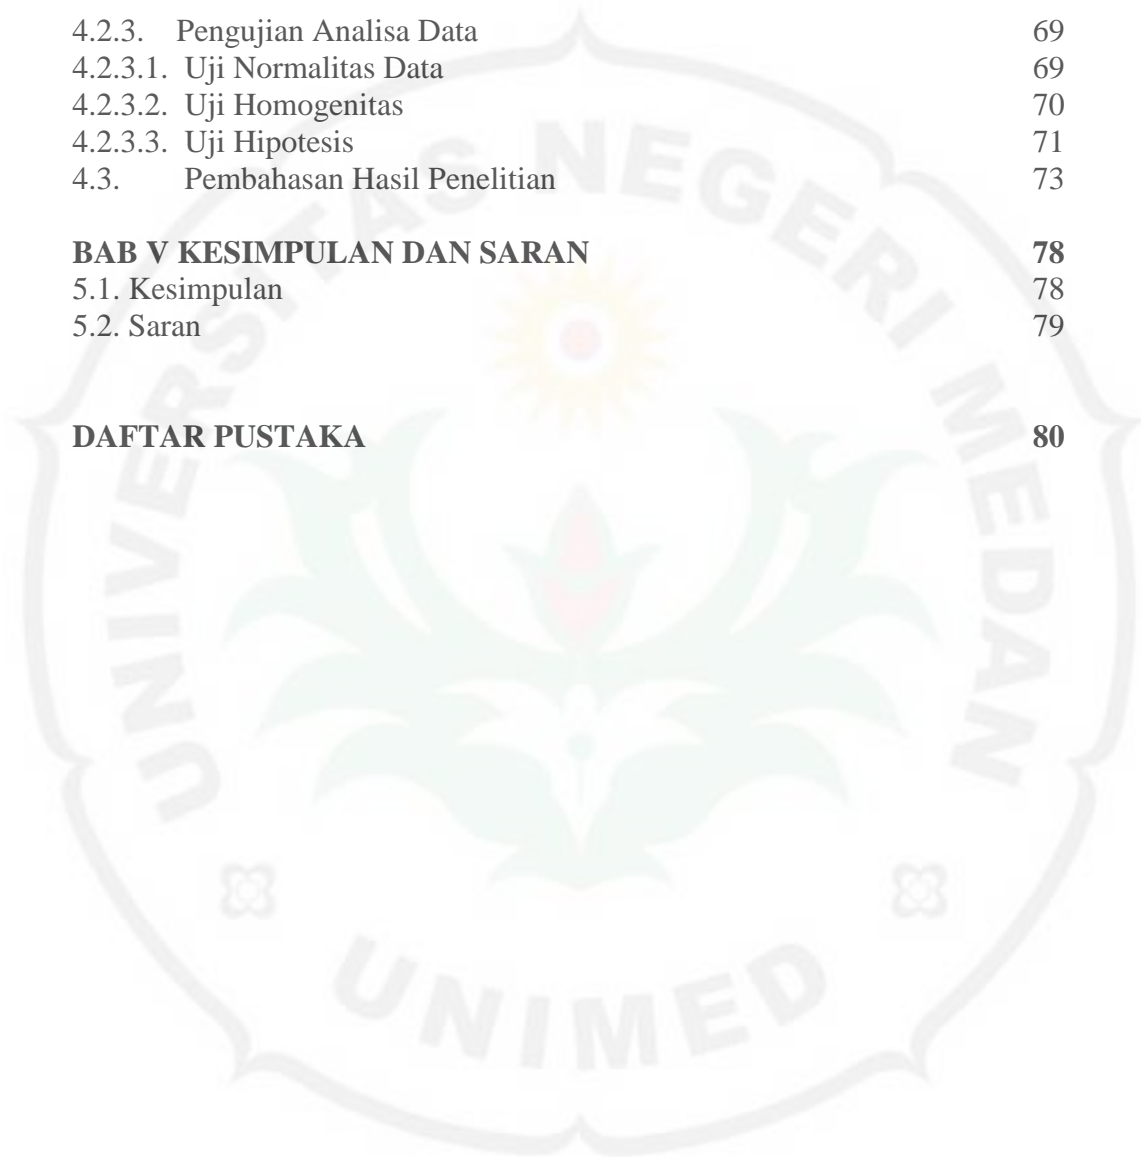 4.2.3. Pengujian Analisa Data 69
4.2.3.1. Uji Normalitas Data 69
4.2.3.2. Uji Homogenitas 70
4.2.3.3. Uji Hipotesis 71
4.3. Pembahasan Hasil Penelitian 73
BAB V KESIMPULAN DAN SARAN 78
5.1. Kesimpulan 78
5.2. Saran 79
DAFTAR PUSTAKA 80
UNIVERSITAS NEGERI MEDAN
UNIMED